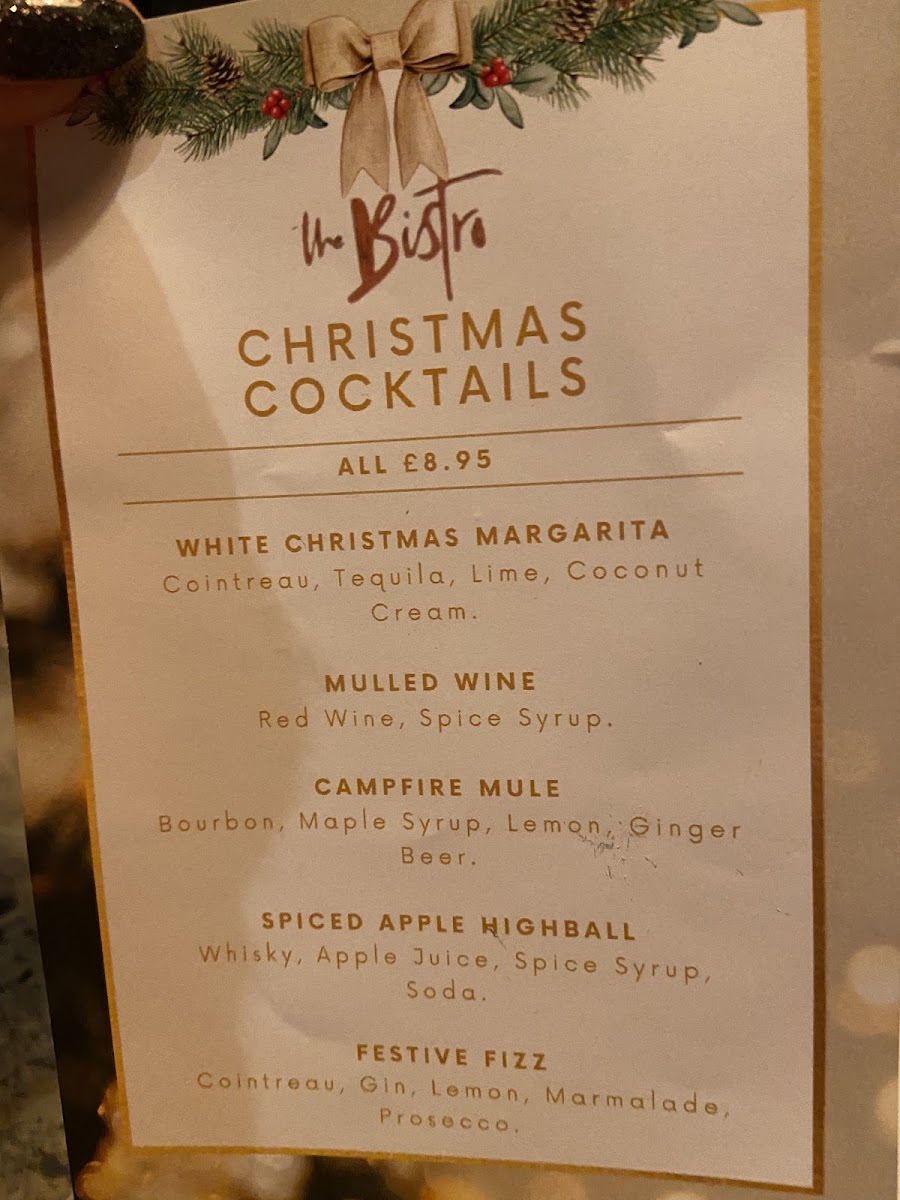 the Bistro
CHRISTMAS
COCKTAILS
ALL £8.95
WHITE CHRISTMAS MARGARITA
Cointreau, Tequila, Lime, Coconut
Cream.
MULLED WINE
Red Wine, Spice Syrup.
CAMPFIRE MULE
Bourbon, Maple Syrup, Lemon, Ginger
Beer.
SPICED APPLE HIGHBALL
Whisky, Apple Juice, Spice Syrup,
Soda.
FESTIVE FIZZ
Cointreau, Gin, Lemon, Marmalade,
Prosecco.